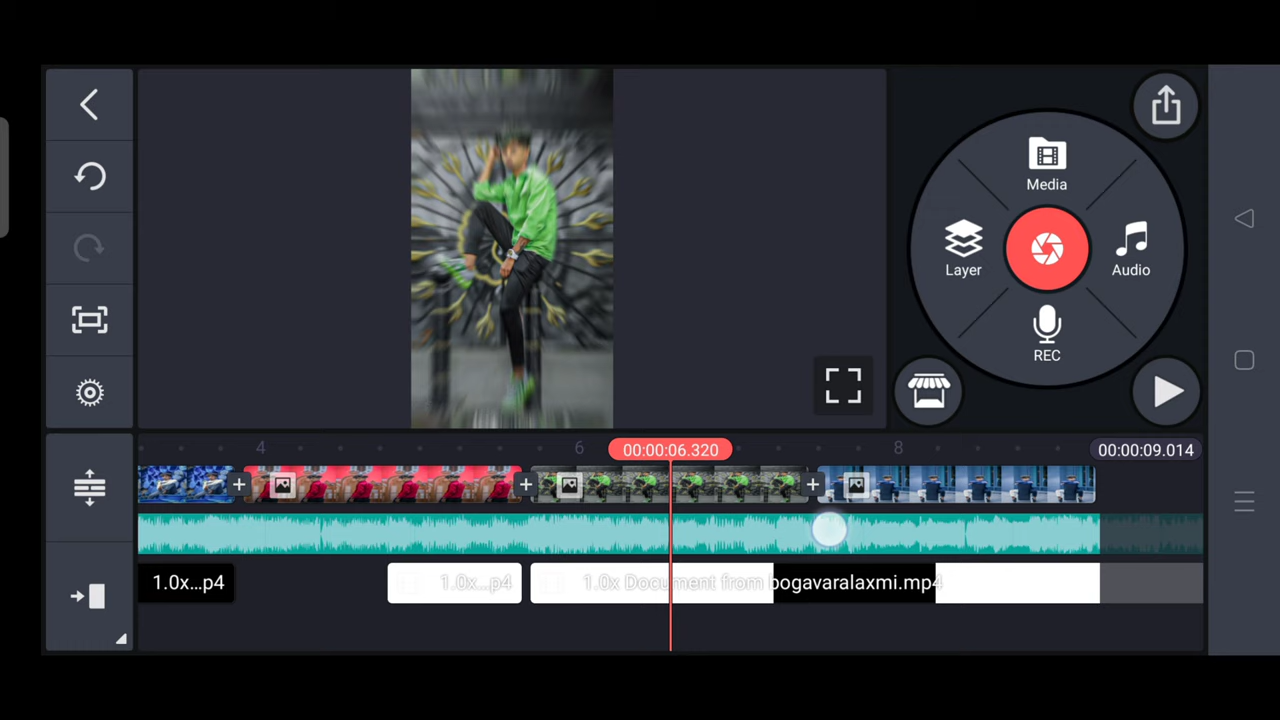 Media
Layer
Audio
REC
4
6
00:00:06.320
8
00:00:09.014
1.0x...p4
1.0x...p4
1.0x Document from bogavaralaxmi.mp4